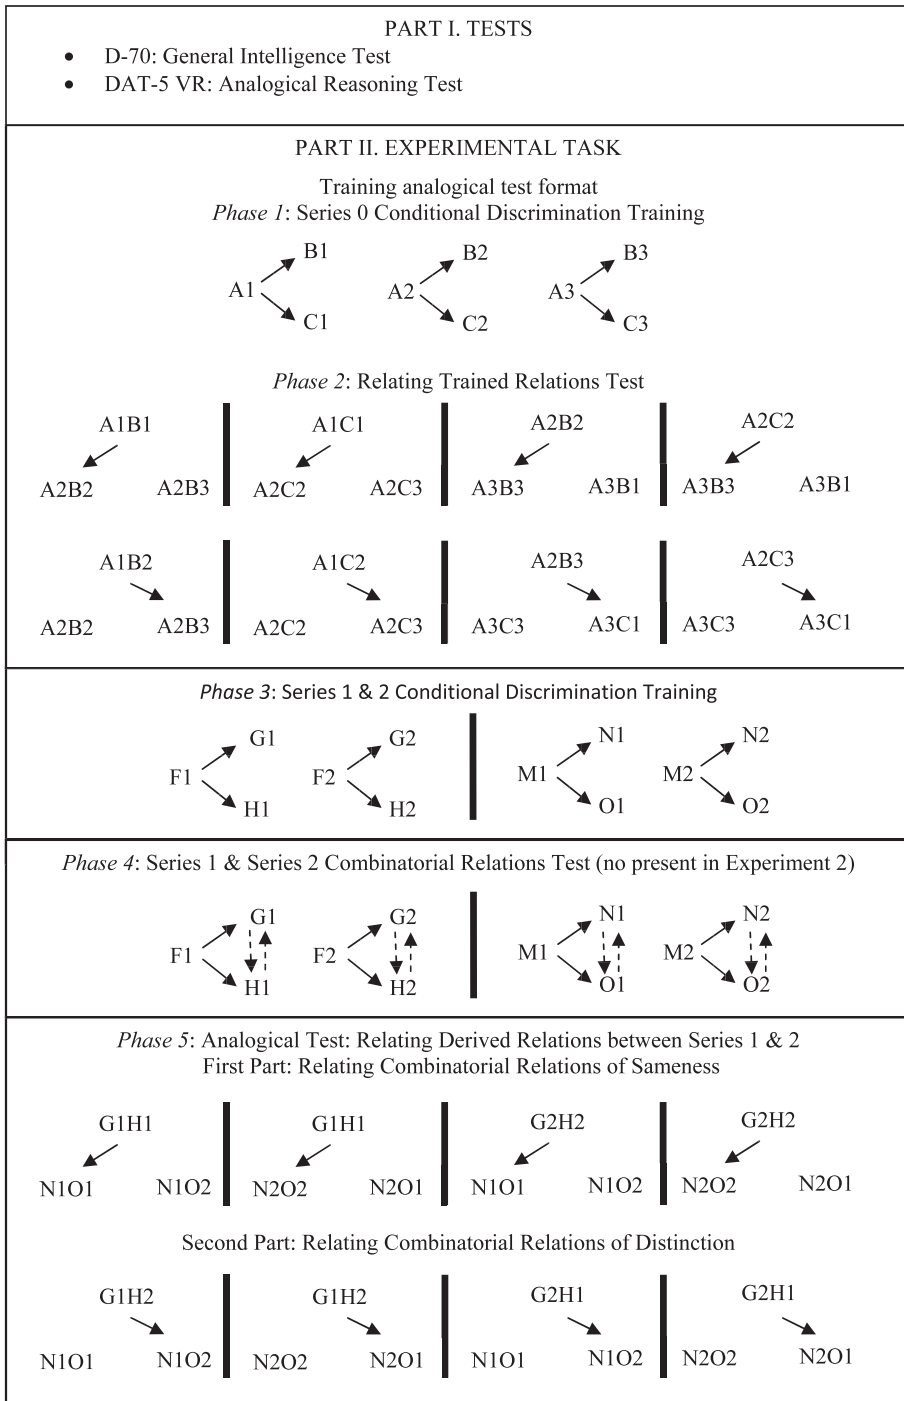 PART I. TESTS
• D-70: General Intelligence Test
• DAT-5 VR: Analogical Reasoning Test
PART II. EXPERIMENTAL TASK
Training analogical test format
Phase 1: Series 0 Conditional Discrimination Training
B1 B2 B3
A1 A2 A3
C1 C2 C3
Phase 2: Relating Trained Relations Test
A1B1 A1C1 A2B2 A2C2
A2B2 A2B3 A2C2 A2C3 A3B3 A3B1 A3B3 A3B1
A1B2 A1C2 A2B3 A2C3
A2B2 A2B3 A2C2 A2C3 A3C3 A3C1 A3C3 A3C1
Phase 3: Series 1 & 2 Conditional Discrimination Training
G1 G2 N1 N2
F1 F2 M1 M2
H1 H2 O1 O2
Phase 4: Series 1 & Series 2 Combinatorial Relations Test (no present in Experiment 2)
G1 G2 N1 N2
F1 F2 M1 M2
H1 H2 O1 O2
Phase 5: Analogical Test: Relating Derived Relations between Series 1 & 2
First Part: Relating Combinatorial Relations of Sameness
G1H1 G1H1 G2H2 G2H2
N1O1 N1O2 N2O2 N2O1 N1O1 N1O2 N2O2 N2O1
Second Part: Relating Combinatorial Relations of Distinction
G1H2 G1H2 G2H1 G2H1
N1O1 N1O2 N2O2 N2O1 N1O1 N1O2 N2O2 N2O1